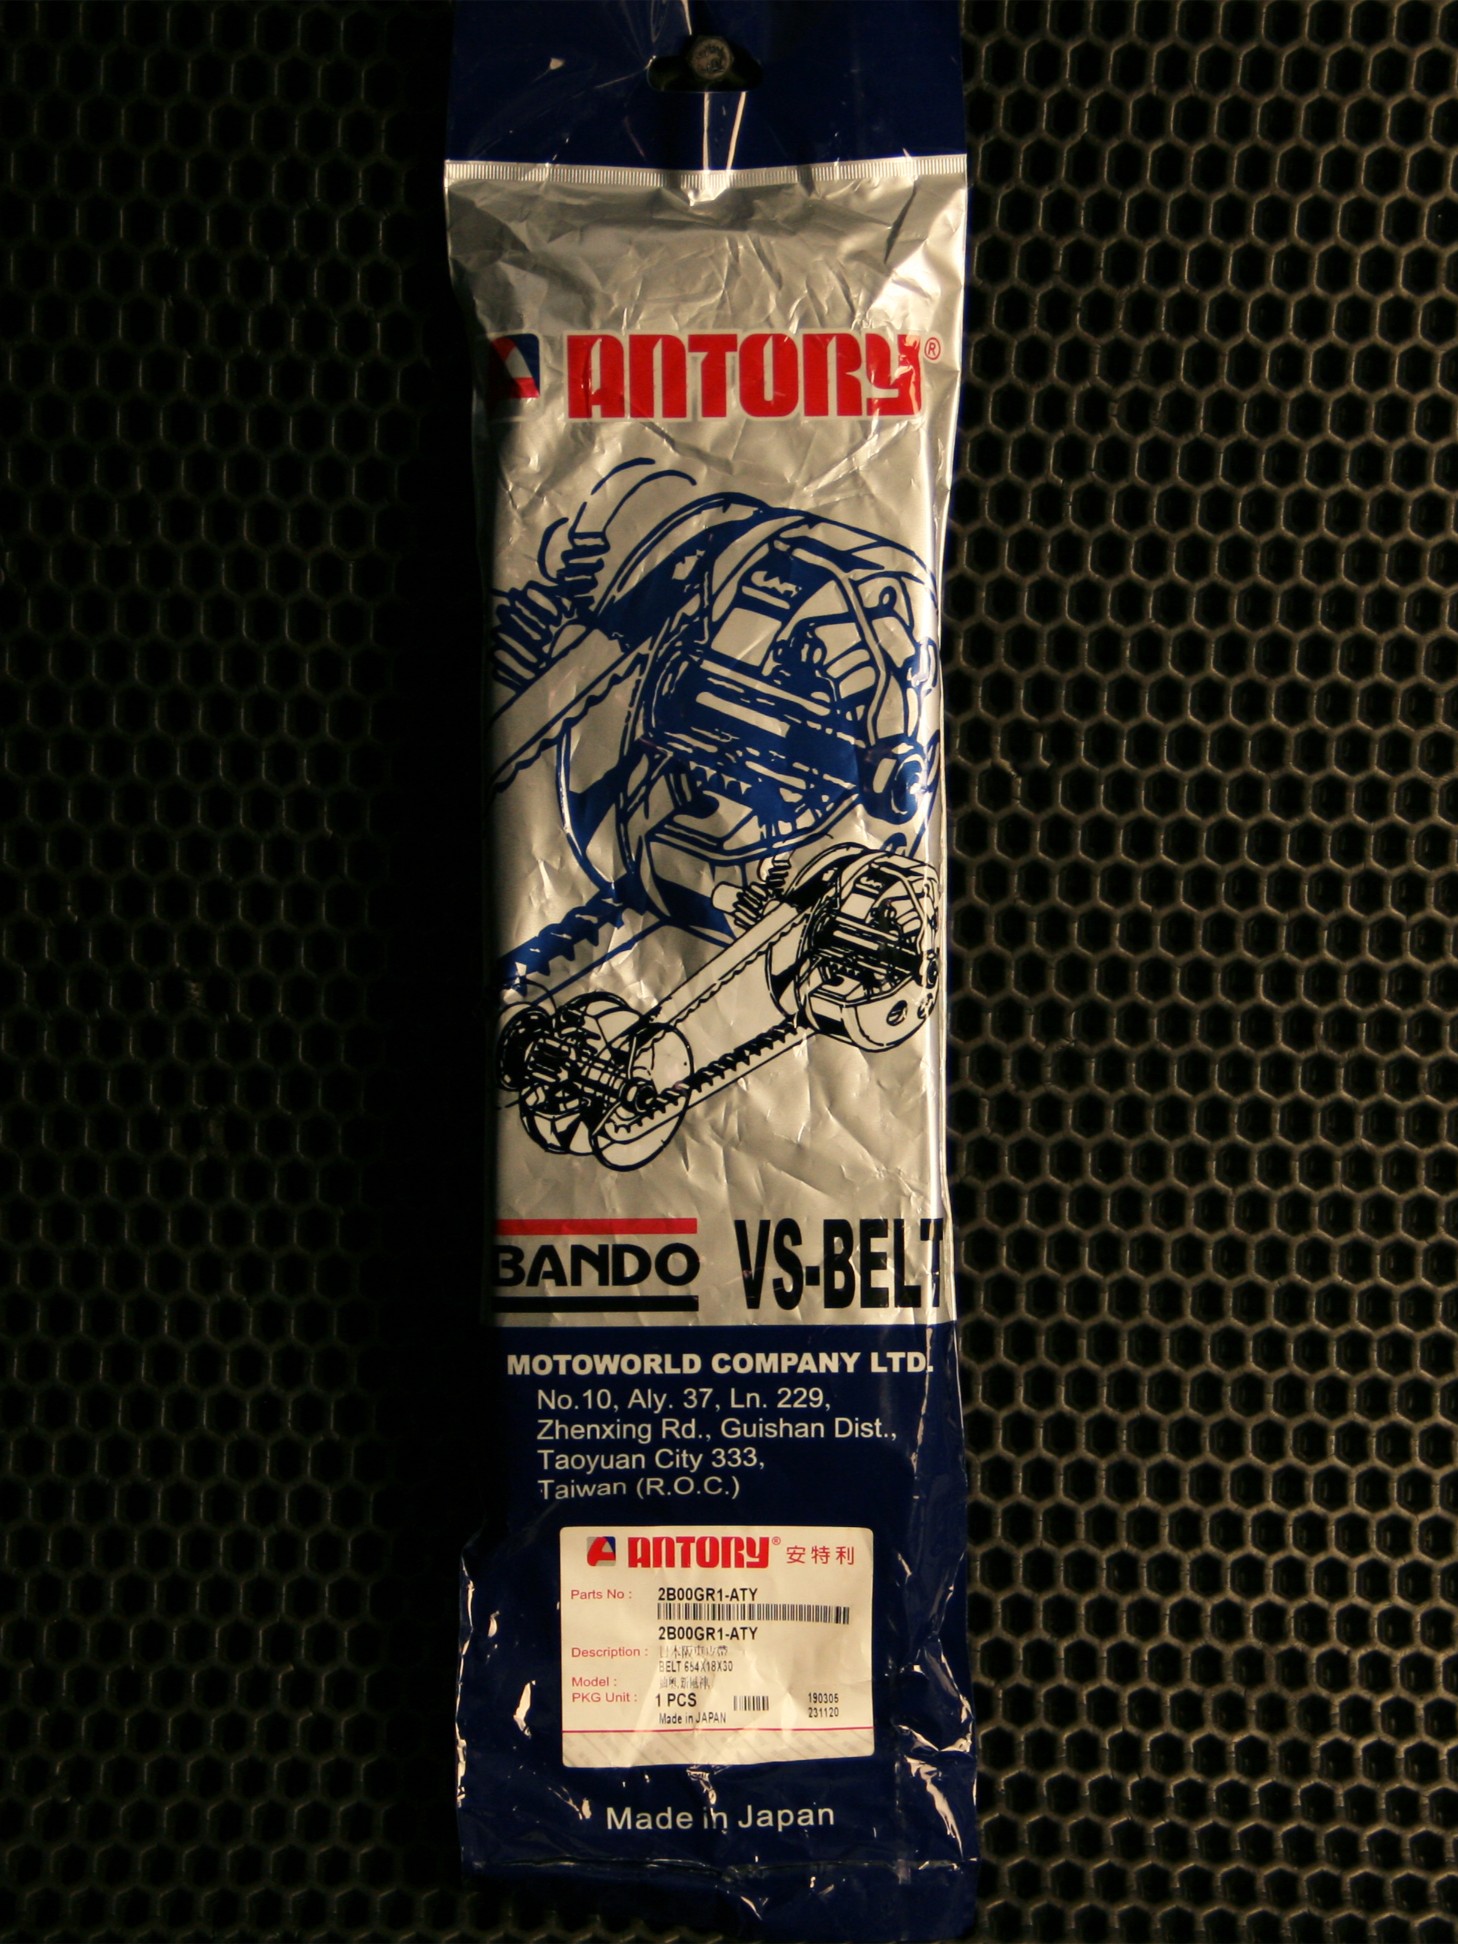 ANTORY®
BANDO VS-BELT
MOTOWORLD COMPANY LTD.
No.10, Aly. 37, Ln. 229,
Zhenxing Rd., Guishan Dist.,
Taoyuan City 333,
Taiwan (R.O.C.)
ANTORY® 安特利
Parts No : 2B00GR1-ATY
2B00GR1-ATY
Description :
BELT 664X18X30
Model :
PKG Unit : 1 PCS 190305
Made in JAPAN 231120
Made in Japan